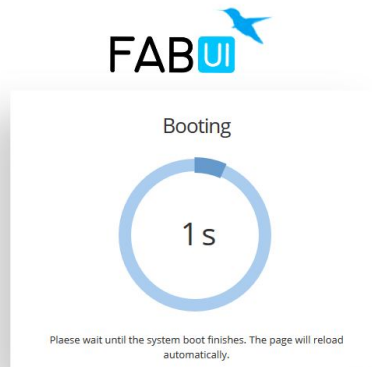 FABUI
Booting
1 s
Plaese wait until the system boot finishes. The page will reload
automatically.